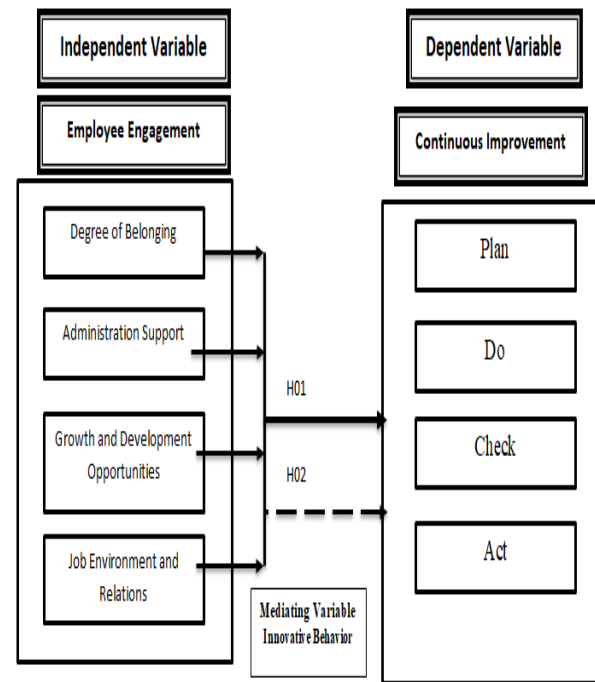 Independent Variable
Dependent Variable
Employee Engagement
Continuous Improvement
Degree of Belonging
Administration Support
Growth and Development
Opportunities
Job Environment and
Relations
H01
H02
Mediating Variable
Innovative Behavior
Plan
Do
Check
Act